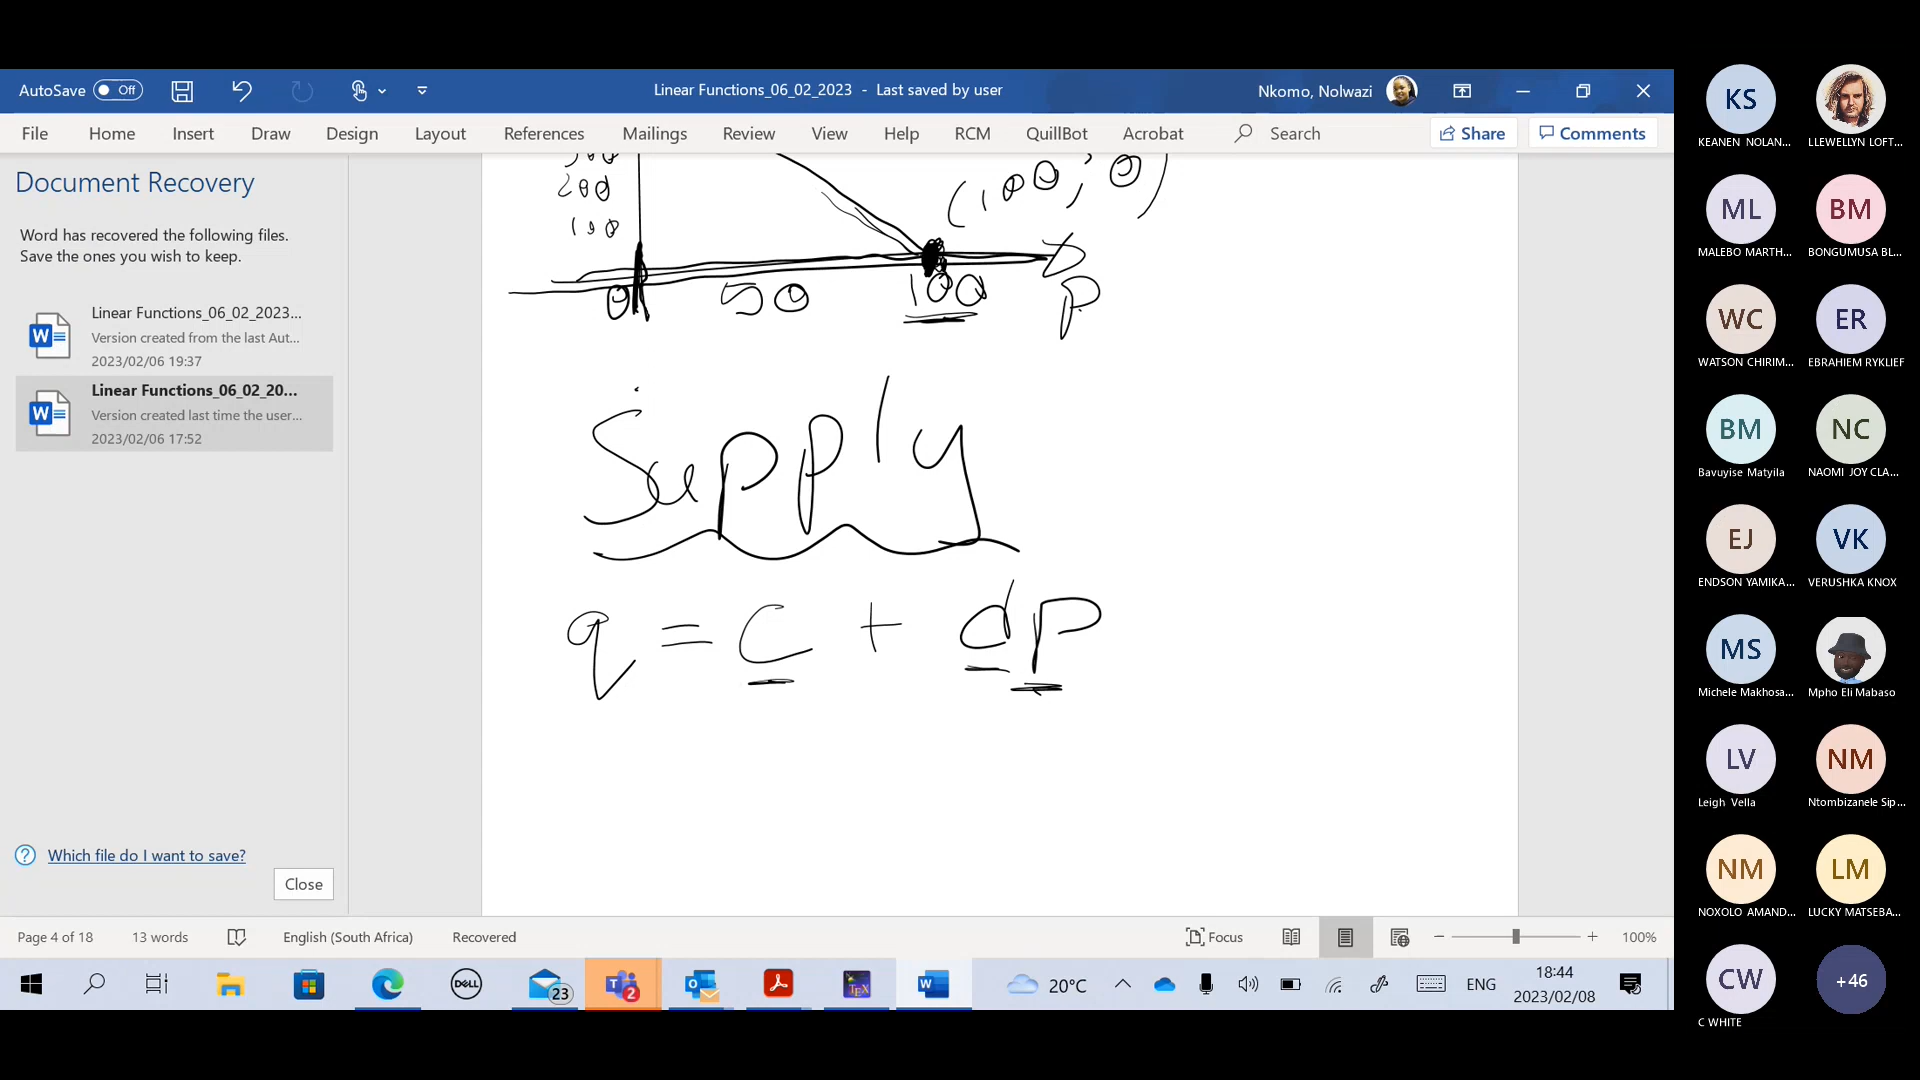 AutoSave Off
Linear Functions_06_02_2023 - Last saved by user
Nkomo, Nolwazi
File Home Insert Draw Design Layout References Mailings Review View Help RCM QuillBot Acrobat Search Share Comments
Document Recovery
Word has recovered the following files.
Save the ones you wish to keep.
Linear Functions_06_02_2023...
Version created from the last Aut...
2023/02/06 19:37
Linear Functions_06_02_20...
Version created last time the user...
2023/02/06 17:52
Which file do I want to save?
Close
200
100
(100; 0)
0 50 100 p
Supply
q = c + dp
Page 4 of 18 13 words English (South Africa) Recovered Focus 100%
DELL 23 2 TEX 20°C ENG 18:44
2023/02/08
KS
KEANEN NOLAN...
LLEWELLYN LOFT...
ML BM
MALEBO MARTH... BONGUMUSA BL...
WC ER
WATSON CHIRIM... EBRAHIEM RYKLIEF
BM NC
Bavuyise Matyila NAOMI JOY CLA...
EJ VK
ENDSON YAMIKA... VERUSHKA KNOX
MS
Michele Makhosa... Mpho Eli Mabaso
LV NM
Leigh Vella Ntombizanele Sip...
NM LM
NOXOLO AMAND... LUCKY MATSEBA...
CW +46
C WHITE